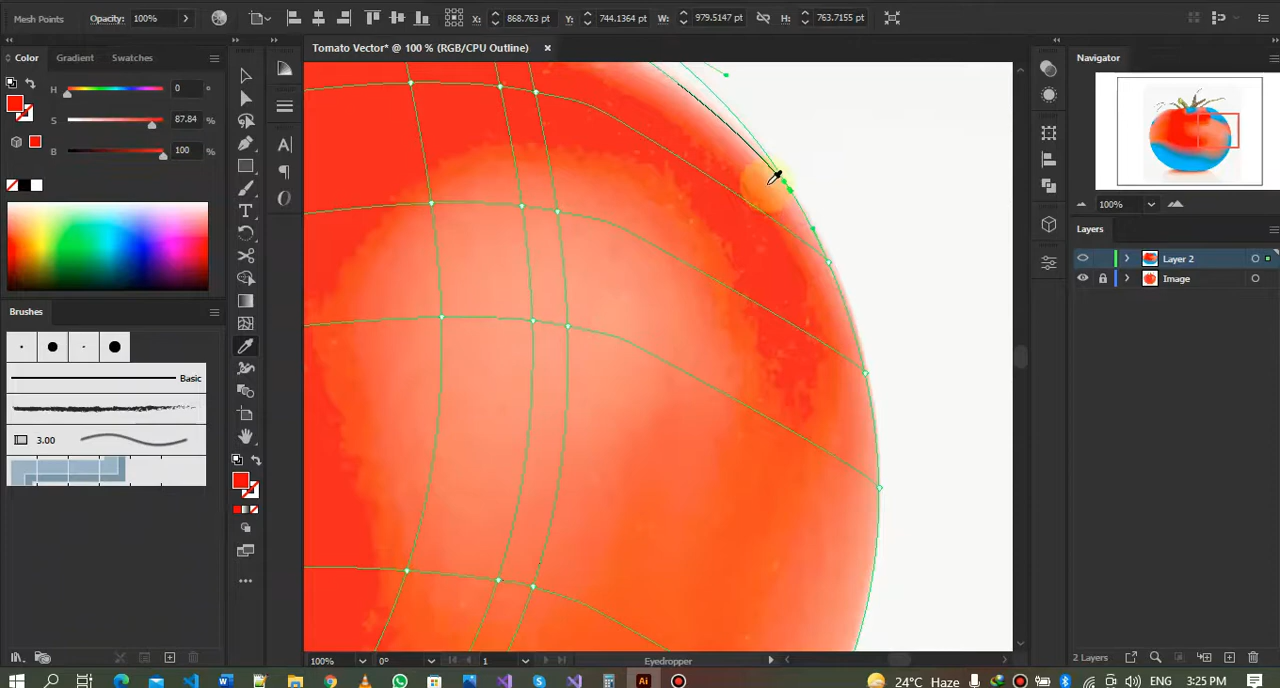 Mesh Points
Opacity: 100%
X: 868.763 pt
Y: 744.1364 pt
W: 979.5147 pt
H: 763.7155 pt
Color Gradient Swatches
H 0 °
S 87.84 %
B 100 %
Brushes
Basic
3.00
Tomato Vector* @ 100 % (RGB/CPU Outline)
100% 0° 1 Eyedropper
Navigator
100%
Layers
Layer 2
Image
2 Layers
24°C Haze ENG 3:25 PM